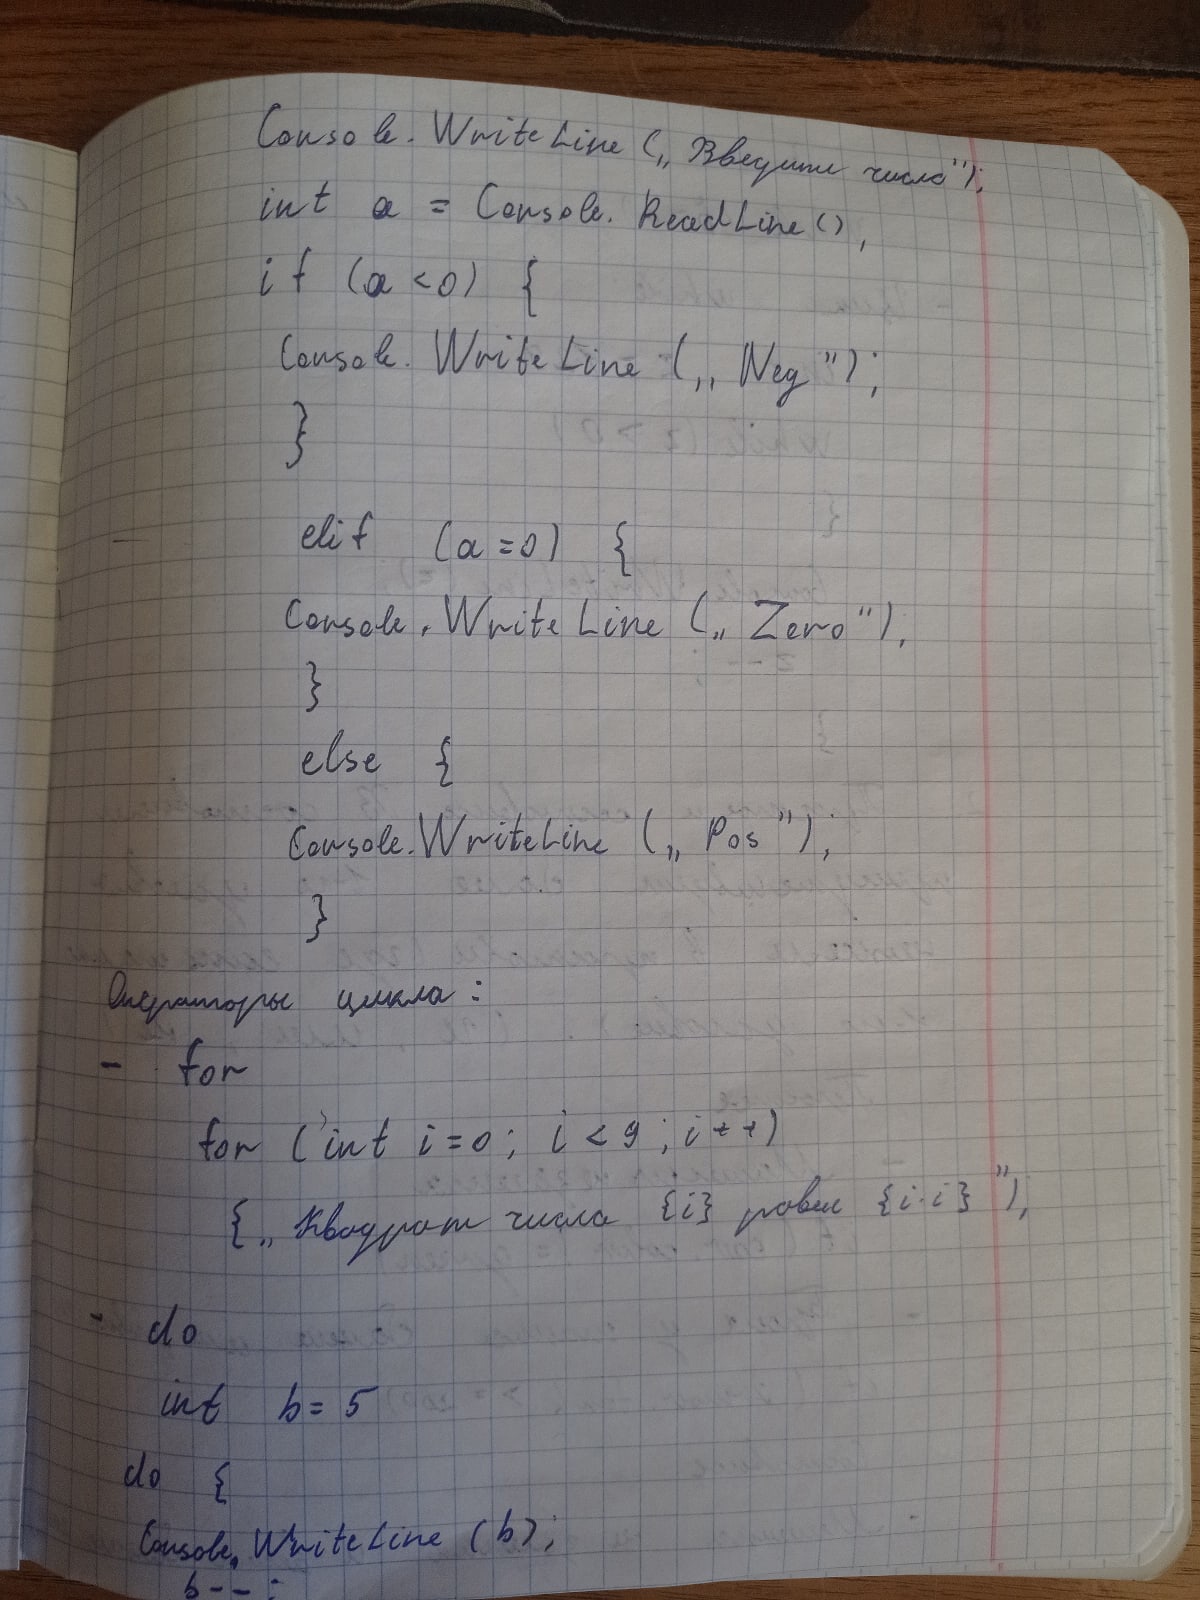 Console.WriteLine („Введите число");
int a = Console.ReadLine();
if (a<0) {
Console.WriteLine („Neg");
}
elif (a=0) {
Console.WriteLine („Zero");
}
else {
Console.WriteLine („Pos");
}
Операторы цикла:
- for
for (int i=0; i<9; i++)
{„Квадрат числа {i} равен {i·i}");
- do
int b=5
do {
Console.WriteLine (b);
b--;